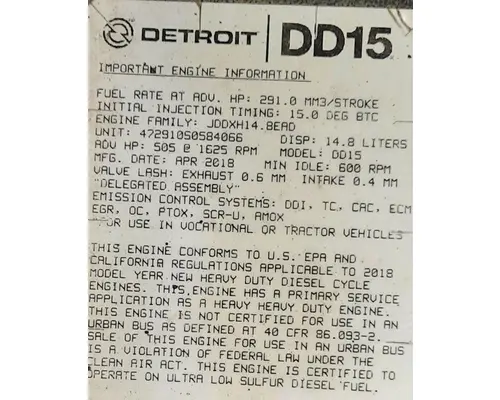 DETROIT DD15
IMPORTANT ENGINE INFORMATION
FUEL RATE AT ADV. HP: 291.0 MM3/STROKE
INITIAL INJECTION TIMING: 15.0 DEG BTC
ENGINE FAMILY: JDDXH14.8EAD
UNIT: 472910S0584066 DISP: 14.8 LITERS
ADV HP: 505 @ 1625 RPM MODEL: DD15
MFG. DATE: APR 2018 MIN IDLE: 600 RPM
VALVE LASH: EXHAUST 0.6 MM INTAKE 0.4 MM
"DELEGATED ASSEMBLY"
EMISSION CONTROL SYSTEMS: DDI, TC, CAC, ECM
EGR, OC, PTOX, SCR-U, AMOX
FOR USE IN VOCATIONAL OR TRACTOR VEHICLES
THIS ENGINE CONFORMS TO U.S. EPA AND
CALIFORNIA REGULATIONS APPLICABLE TO 2018
MODEL YEAR NEW HEAVY DUTY DIESEL CYCLE
ENGINES. THIS ENGINE HAS A PRIMARY SERVICE
APPLICATION AS A HEAVY HEAVY DUTY ENGINE.
THIS ENGINE IS NOT CERTIFIED FOR USE IN AN
URBAN BUS AS DEFINED AT 40 CFR 86.093-2.
SALE OF THIS ENGINE FOR USE IN AN URBAN BUS
IS A VIOLATION OF FEDERAL LAW UNDER THE
CLEAN AIR ACT. THIS ENGINE IS CERTIFIED TO
OPERATE ON ULTRA LOW SULFUR DIESEL FUEL.